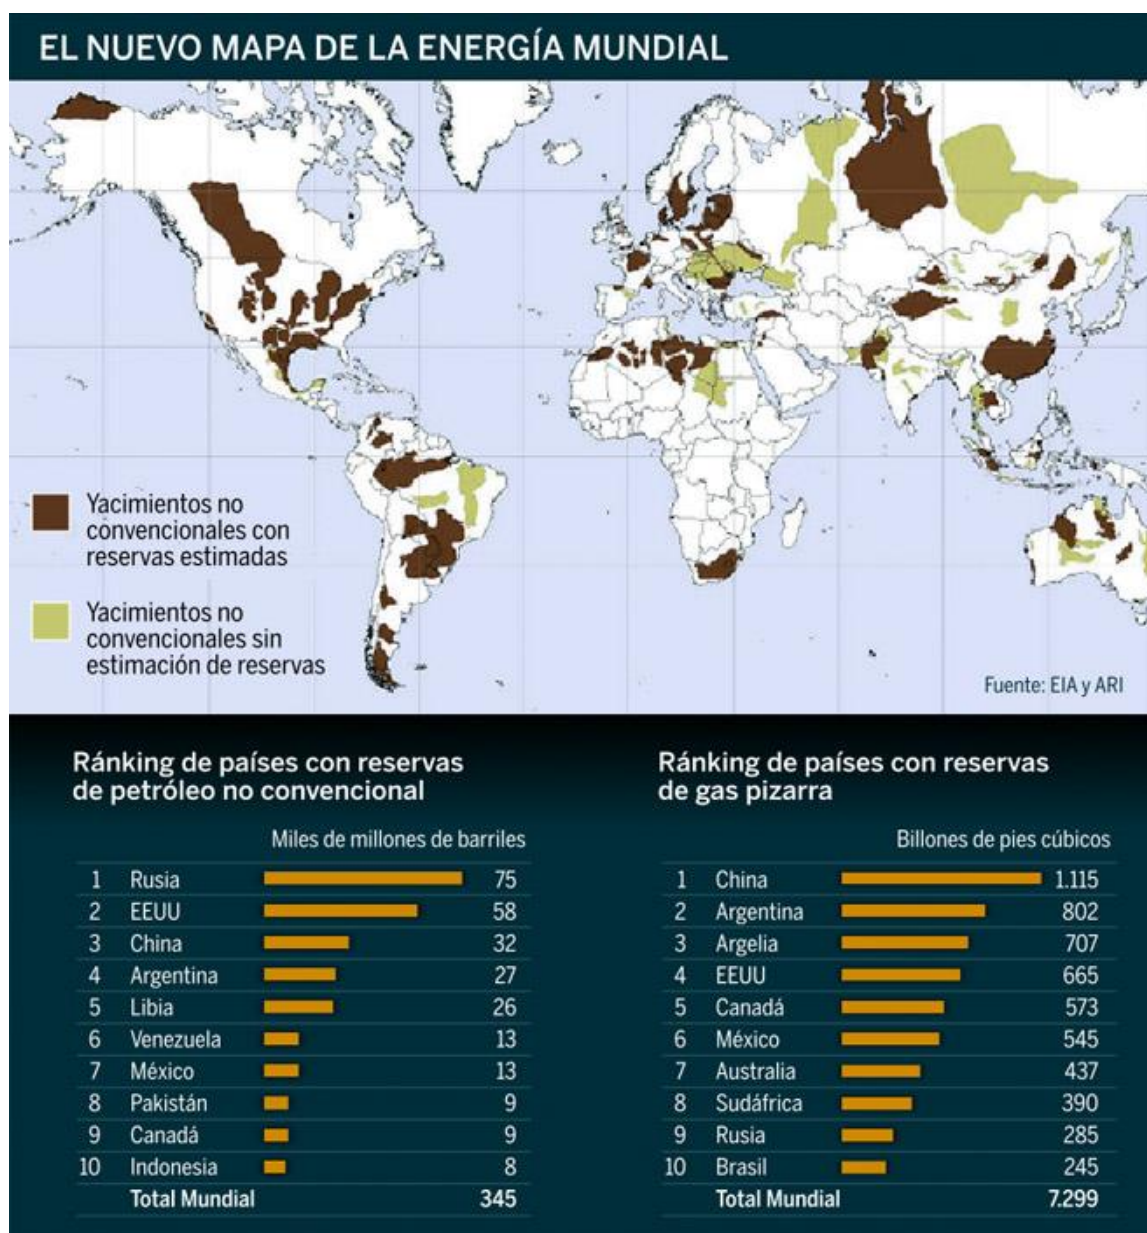 EL NUEVO MAPA DE LA ENERGÍA MUNDIAL
Yacimientos no
convencionales con
reservas estimadas
Yacimientos no
convencionales sin
estimación de reservas
Fuente: EIA y ARI
Ránking de países con reservas
de petróleo no convencional
Miles de millones de barriles
1 Rusia 75
2 EEUU 58
3 China 32
4 Argentina 27
5 Libia 26
6 Venezuela 13
7 México 13
8 Pakistán 9
9 Canadá 9
10 Indonesia 8
Total Mundial 345
Ránking de países con reservas
de gas pizarra
Billones de pies cúbicos
1 China 1.115
2 Argentina 802
3 Argelia 707
4 EEUU 665
5 Canadá 573
6 México 545
7 Australia 437
8 Sudáfrica 390
9 Rusia 285
10 Brasil 245
Total Mundial 7.299